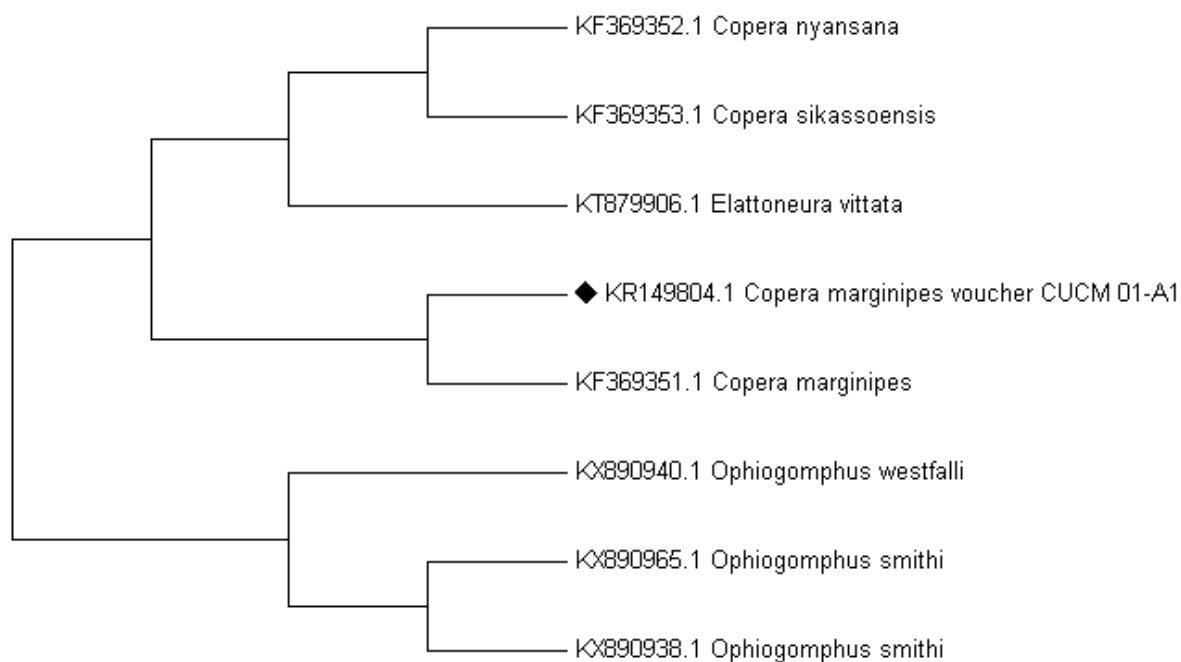 KF369352.1 Copera nyansana
KF369353.1 Copera sikassoensis
KT879906.1 Elattoneura vittata
KR149804.1 Copera marginipes voucher CUCM 01-A1
KF369351.1 Copera marginipes
KX890940.1 Ophiogomphus westfalli
KX890965.1 Ophiogomphus smithi
KX890938.1 Ophiogomphus smithi